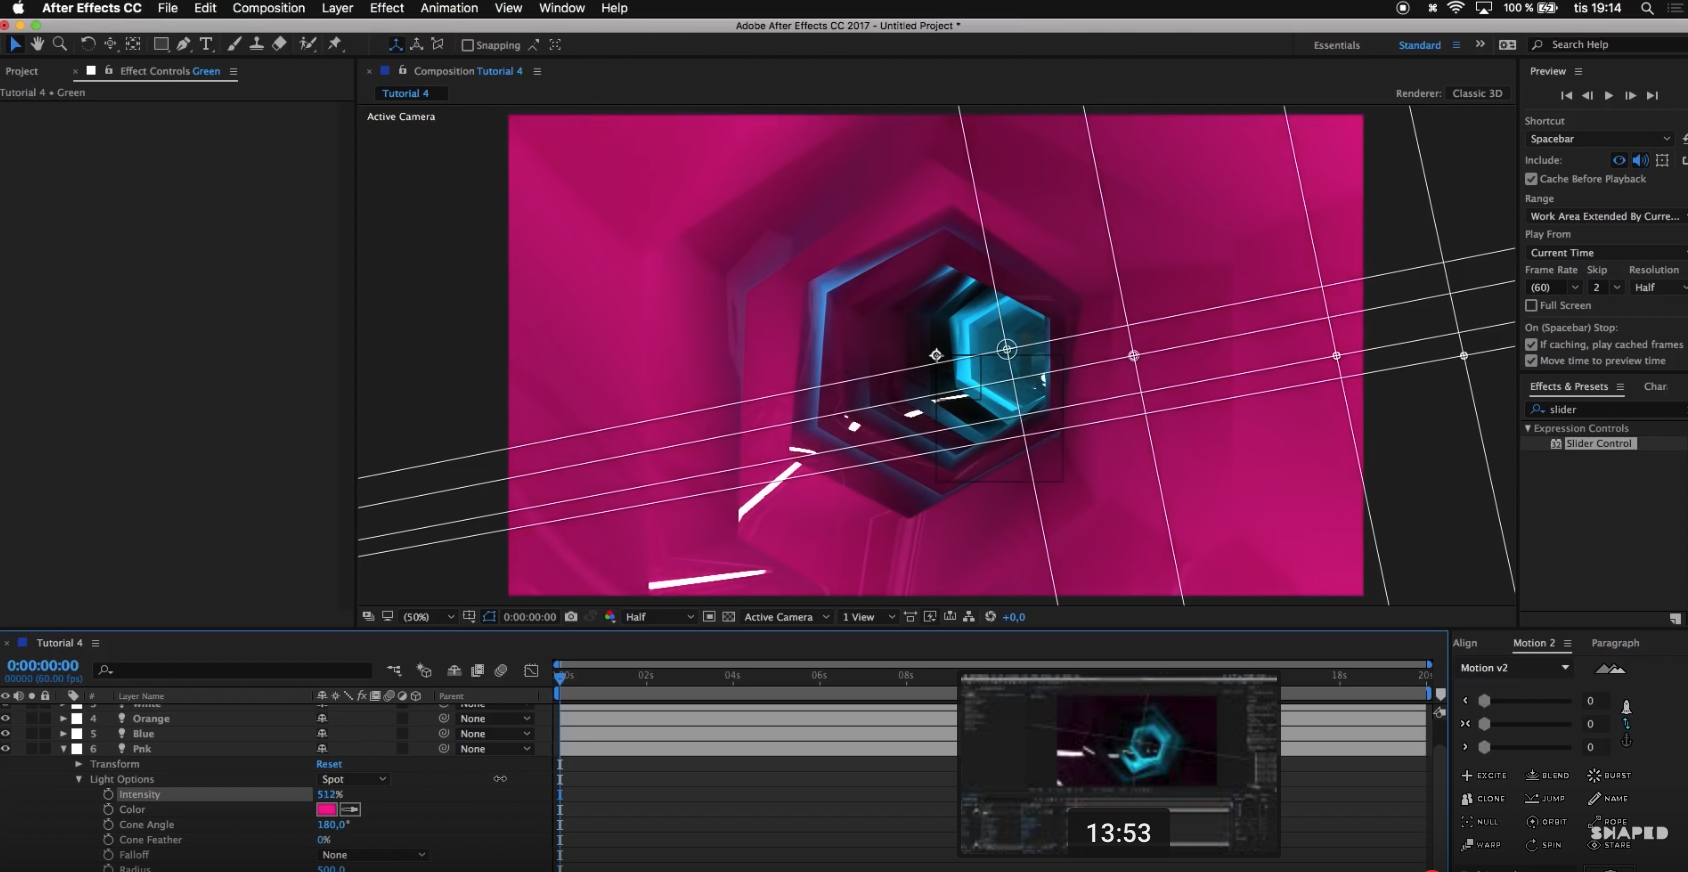 After Effects CC File Edit Composition Layer Effect Animation View Window Help 100 % tis 19:14
Adobe After Effects CC 2017 - Untitled Project *
Snapping Essentials Standard Search Help
Project Effect Controls Green Composition Tutorial 4 Preview
Tutorial 4 • Green Tutorial 4 Renderer: Classic 3D
Active Camera
Shortcut
Spacebar
Include:
Cache Before Playback
Range
Work Area Extended By Curre...
Play From
Current Time
Frame Rate Skip Resolution
(60) 2 Half
Full Screen
On (Spacebar) Stop:
If caching, play cached frames
Move time to preview time
Effects & Presets Char
slider
Expression Controls
Slider Control
(50%) 0:00:00:00 Half Active Camera 1 View +0,0
Tutorial 4 Align Motion 2 Paragraph
0:00:00:00
00000 (60.00 fps)
02s 04s 06s 08s 18s 20s
Motion v2
# Layer Name Parent
White None
4 Orange None
5 Blue None
6 Pnk None
Transform Reset
Light Options Spot
Intensity 512%
Color
Cone Angle 180,0°
Cone Feather 0%
Falloff None
Radius 500,0
13:53
0
0
0
EXCITE BLEND BURST
CLONE JUMP NAME
NULL ORBIT ROPE
WARP SPIN STARE
SHAPED